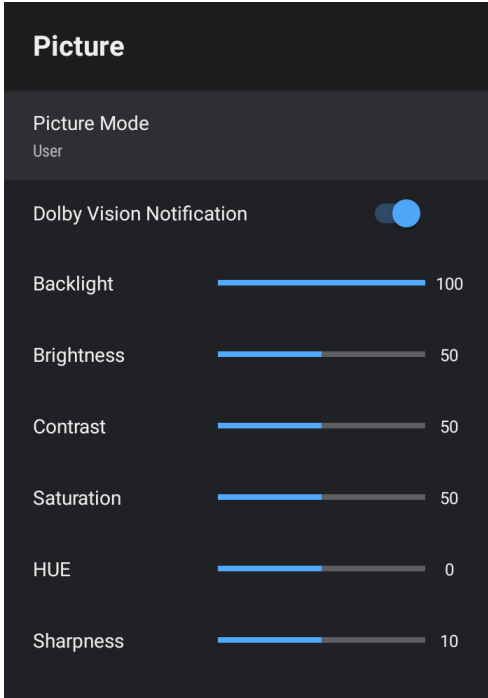 Picture
Picture Mode
User
Dolby Vision Notification
Backlight 100
Brightness 50
Contrast 50
Saturation 50
HUE 0
Sharpness 10